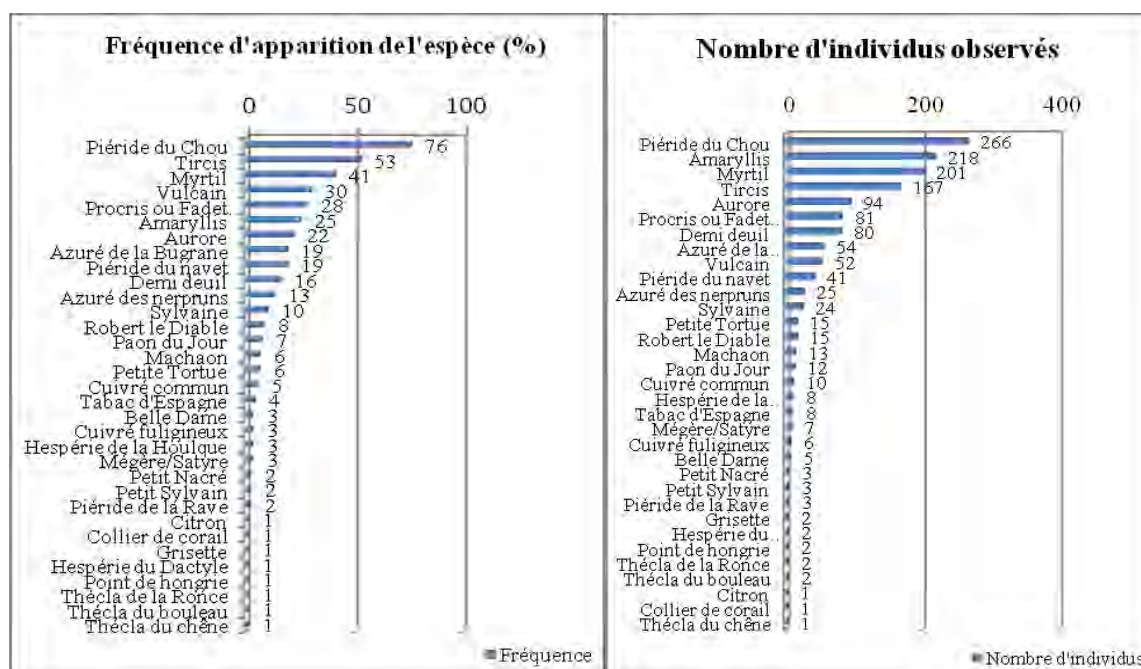 Fréquence d'apparition del'espèce (%)
0 50 100
Piéride du Chou 76
Tircis 53
Myrtil 41
Vulcain 30
Procris ou Fadet 28
Amaryllis 25
Aurore 22
Azuré de la Bugrane 19
Piéride du navet 19
Demi deuil 16
Azuré des nerpruns 13
Sylvaine 10
Robert le Diable 8
Paon du Jour 7
Machaon 6
Petite Tortue 6
Cuivré commun 5
Tabac d'Espagne 4
Belle Dame 3
Cuivré fuligineux 3
Hespérie de la Houlque 3
Mégère/Satyre 3
Petit Nacré 2
Petit Sylvain 2
Piéride de la Rave 2
Citron 1
Collier de corail 1
Grisette 1
Hespérie du Dactyle 1
Point de hongrie 1
Thécla de la Ronce 1
Thécla du bouleau 1
Thécla du chêne 1
Fréquence
Nombre d'individus observés
0 200 400
Piéride du Chou 266
Amaryllis 218
Myrtil 201
Tircis 167
Aurore 94
Procris ou Fadet... 81
Demi deuil 80
Azuré de la... 54
Vulcain 52
Piéride du navet 41
Azuré des nerpruns 25
Sylvaine 24
Petite Tortue 15
Robert le Diable 15
Machaon 13
Paon du Jour 12
Cuivré commun 10
Hespérie de la... 8
Tabac d'Espagne 8
Mégère/Satyre 7
Cuivré fuligineux 6
Belle Dame 5
Petit Nacré 3
Petit Sylvain 3
Piéride de la Rave 3
Grisette 2
Hespérie du... 2
Point de hongrie 2
Thécla de la Ronce 2
Thécla du bouleau 2
Citron 1
Collier de corail 1
Thécla du chêne 1
Nombre d'individus